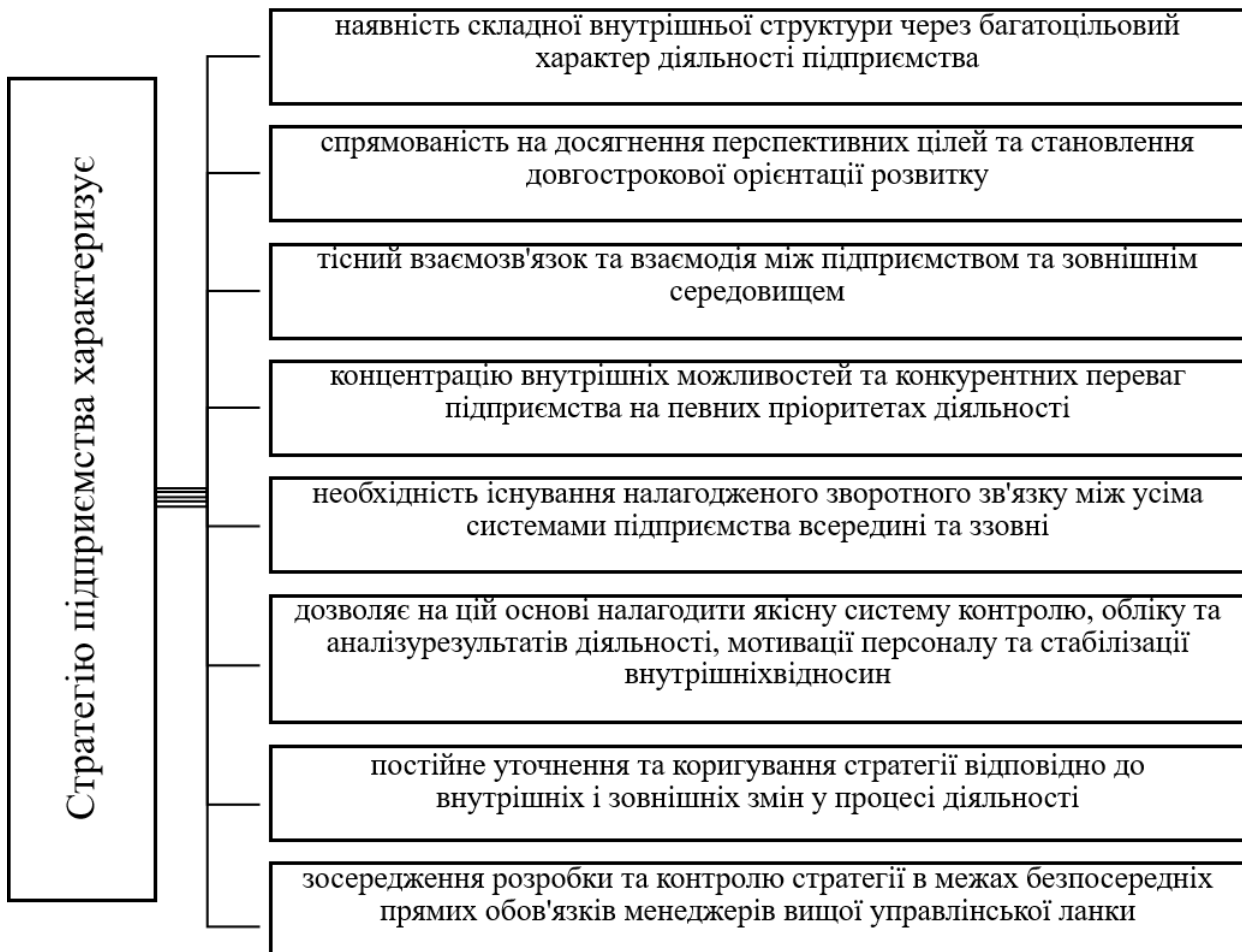 Стратегію підприємства характеризує
наявність складної внутрішньої структури через багатоцільовий
характер діяльності підприємства
спрямованість на досягнення перспективних цілей та становлення
довгострокової орієнтації розвитку
тісний взаємозв'язок та взаємодія між підприємством та зовнішнім
середовищем
концентрацію внутрішніх можливостей та конкурентних переваг
підприємства на певних пріоритетах діяльності
необхідність існування налагодженого зворотного зв'язку між усіма
системами підприємства всередині та ззовні
дозволяє на цій основі налагодити якісну систему контролю, обліку та
аналізурезультатів діяльності, мотивації персоналу та стабілізації
внутрішніхвідносин
постійне уточнення та коригування стратегії відповідно до
внутрішніх і зовнішніх змін у процесі діяльності
зосередження розробки та контролю стратегії в межах безпосередніх
прямих обов'язків менеджерів вищої управлінської ланки